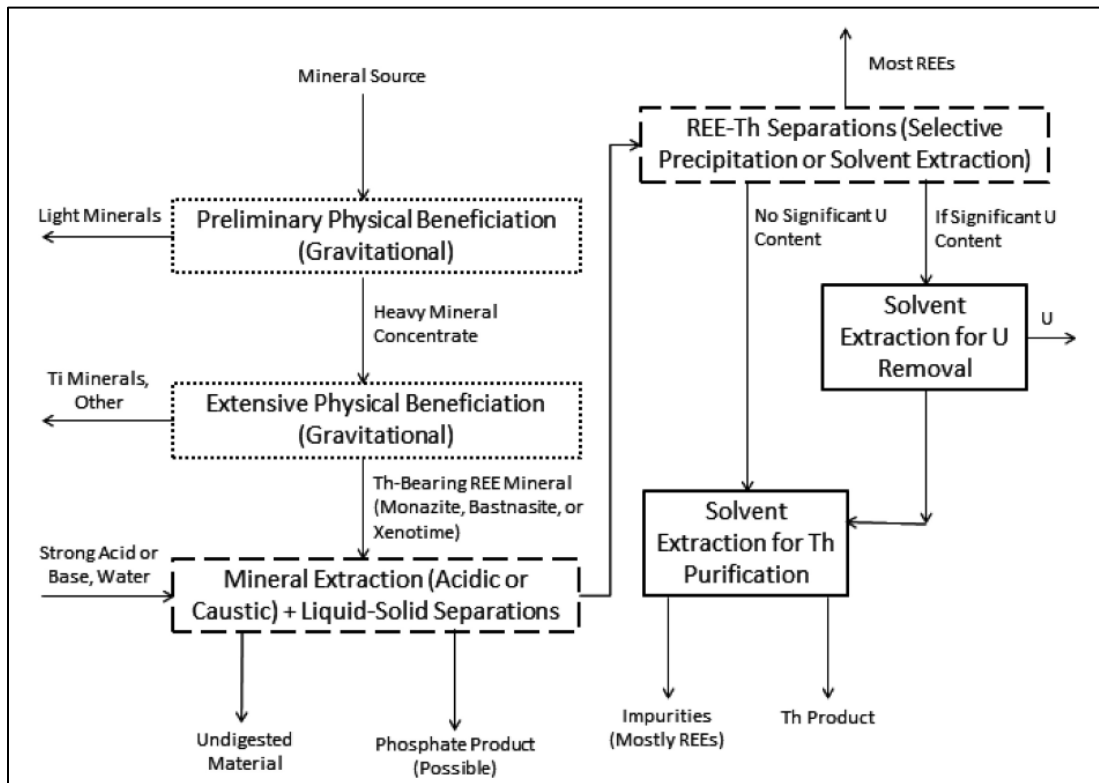 Mineral Source
Light Minerals
Preliminary Physical Beneficiation
(Gravitational)
Heavy Mineral
Concentrate
Ti Minerals,
Other
Extensive Physical Beneficiation
(Gravitational)
Th-Bearing REE Mineral
(Monazite, Bastnasite, or
Xenotime)
Strong Acid or
Base, Water
Mineral Extraction (Acidic or
Caustic) + Liquid-Solid Separations
Undigested
Material
Phosphate Product
(Possible)
Most REEs
REE-Th Separations (Selective
Precipitation or Solvent Extraction)
No Significant U
Content
If Significant U
Content
Solvent
Extraction for U
Removal
U
Solvent
Extraction for Th
Purification
Impurities
(Mostly REEs)
Th Product